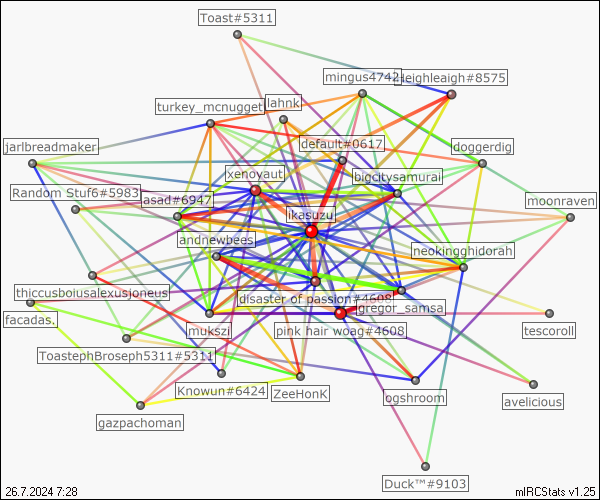 Toast#5311
mingus4742
Heighleaigh#8575
lahnk
turkey_mcnugget
default#0617
jarlbreadmaker
doggerdig
xenoyaut
bigcitysamurai
Random Stuf6#5983
asad#6947
moonraven
ikasuzu
andnewbees
neokingghidorah
thiccusbousalexusjoneus
disaster of passion#4608
gregor_samsa
facadas.
mukszi
pink hair woag#4608
tescoroll
ToastephBroseph5311#5311
Knowun#6424
ZeeHonK
ogshroom
avelicious
gazpachoman
Duck™#9103
26.7.2024 7:28
mIRCStats v1.25